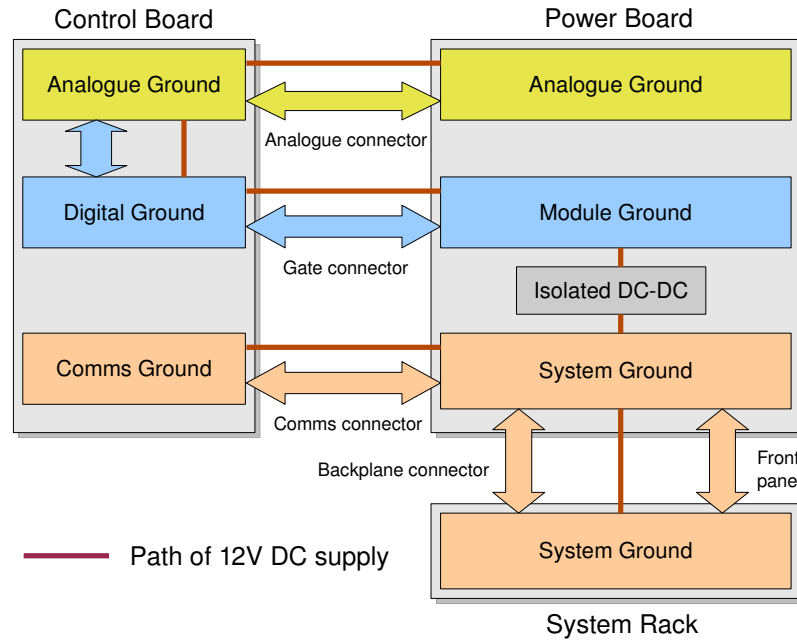 Control Board
Power Board
Analogue Ground
Analogue Ground
Analogue connector
Digital Ground
Module Ground
Gate connector
Isolated DC-DC
Comms Ground
System Ground
Comms connector
Backplane connector
Front
pane
System Ground
Path of 12V DC supply
System Rack